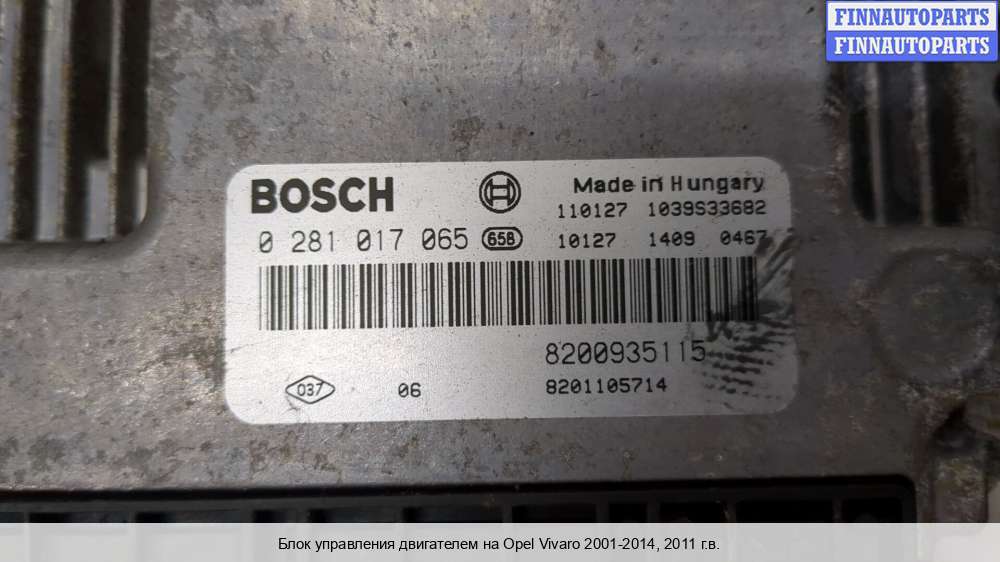 FINNAUTOPARTS
FINNAUTOPARTS
BOSCH
Made in Hungary
110127 1039S33682
0 281 017 065 658
10127 1409 0467
8200935115
037 06
8201105714
Блок управления двигателем на Opel Vivaro 2001-2014, 2011 г.в.